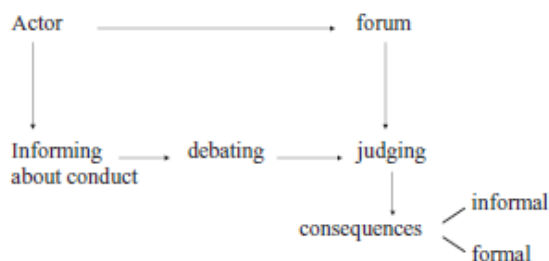 Actor
forum
Informing
about conduct
debating
judging
consequences
informal
formal